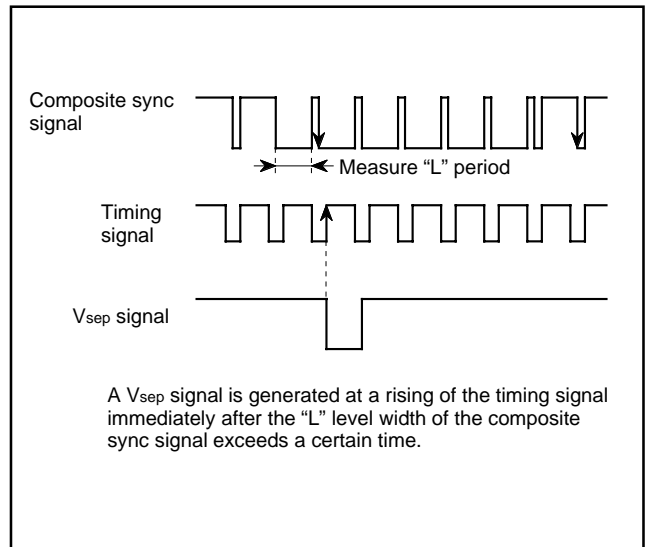 Composite sync
signal
Measure “L” period
Timing
signal
Vsep signal
A Vsep signal is generated at a rising of the timing signal
immediately after the “L” level width of the composite
sync signal exceeds a certain time.